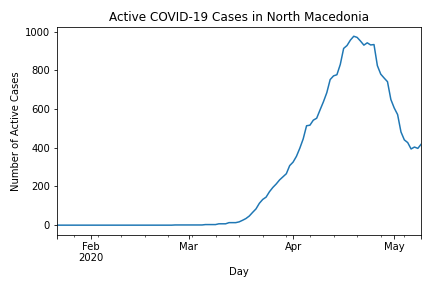 Active COVID-19 Cases in North Macedonia
Number of Active Cases
1000
800
600
400
200
0
Feb Mar Apr May
2020
Day